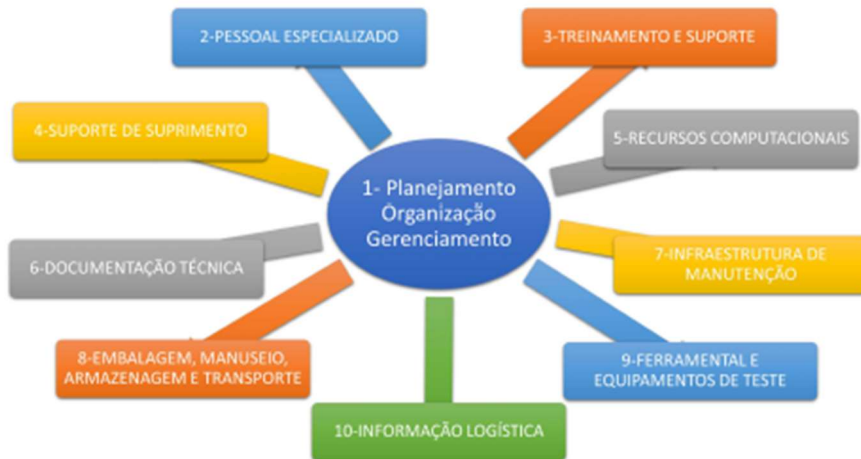 2-PESSOAL ESPECIALIZADO
3-TREINAMENTO E SUPORTE
4-SUPORTE DE SUPRIMENTO
5-RECURSOS COMPUTACIONAIS
1- Planejamento
Organização
Gerenciamento
6-DOCUMENTAÇÃO TÉCNICA
7-INFRAESTRUTURA DE
MANUTENÇÃO
8-EMBALAGEM, MANUSEIO,
ARMAZENAGEM E TRANSPORTE
9-FERRAMENTAL E
EQUIPAMENTOS DE TESTE
10-INFORMAÇÃO LOGÍSTICA